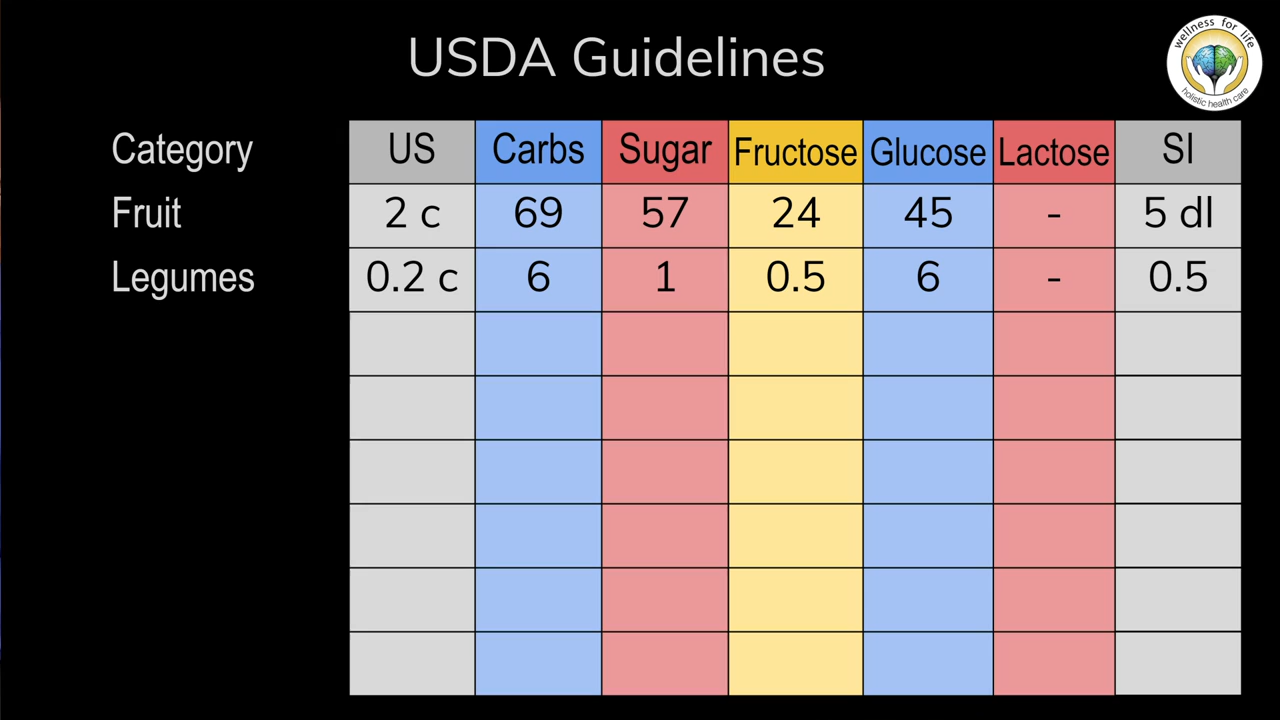 USDA Guidelines
wellness for life
holistic health care
Category US Carbs Sugar Fructose Glucose Lactose SI
Fruit 2 c 69 57 24 45 - 5 dl
Legumes 0.2 c 6 1 0.5 6 - 0.5